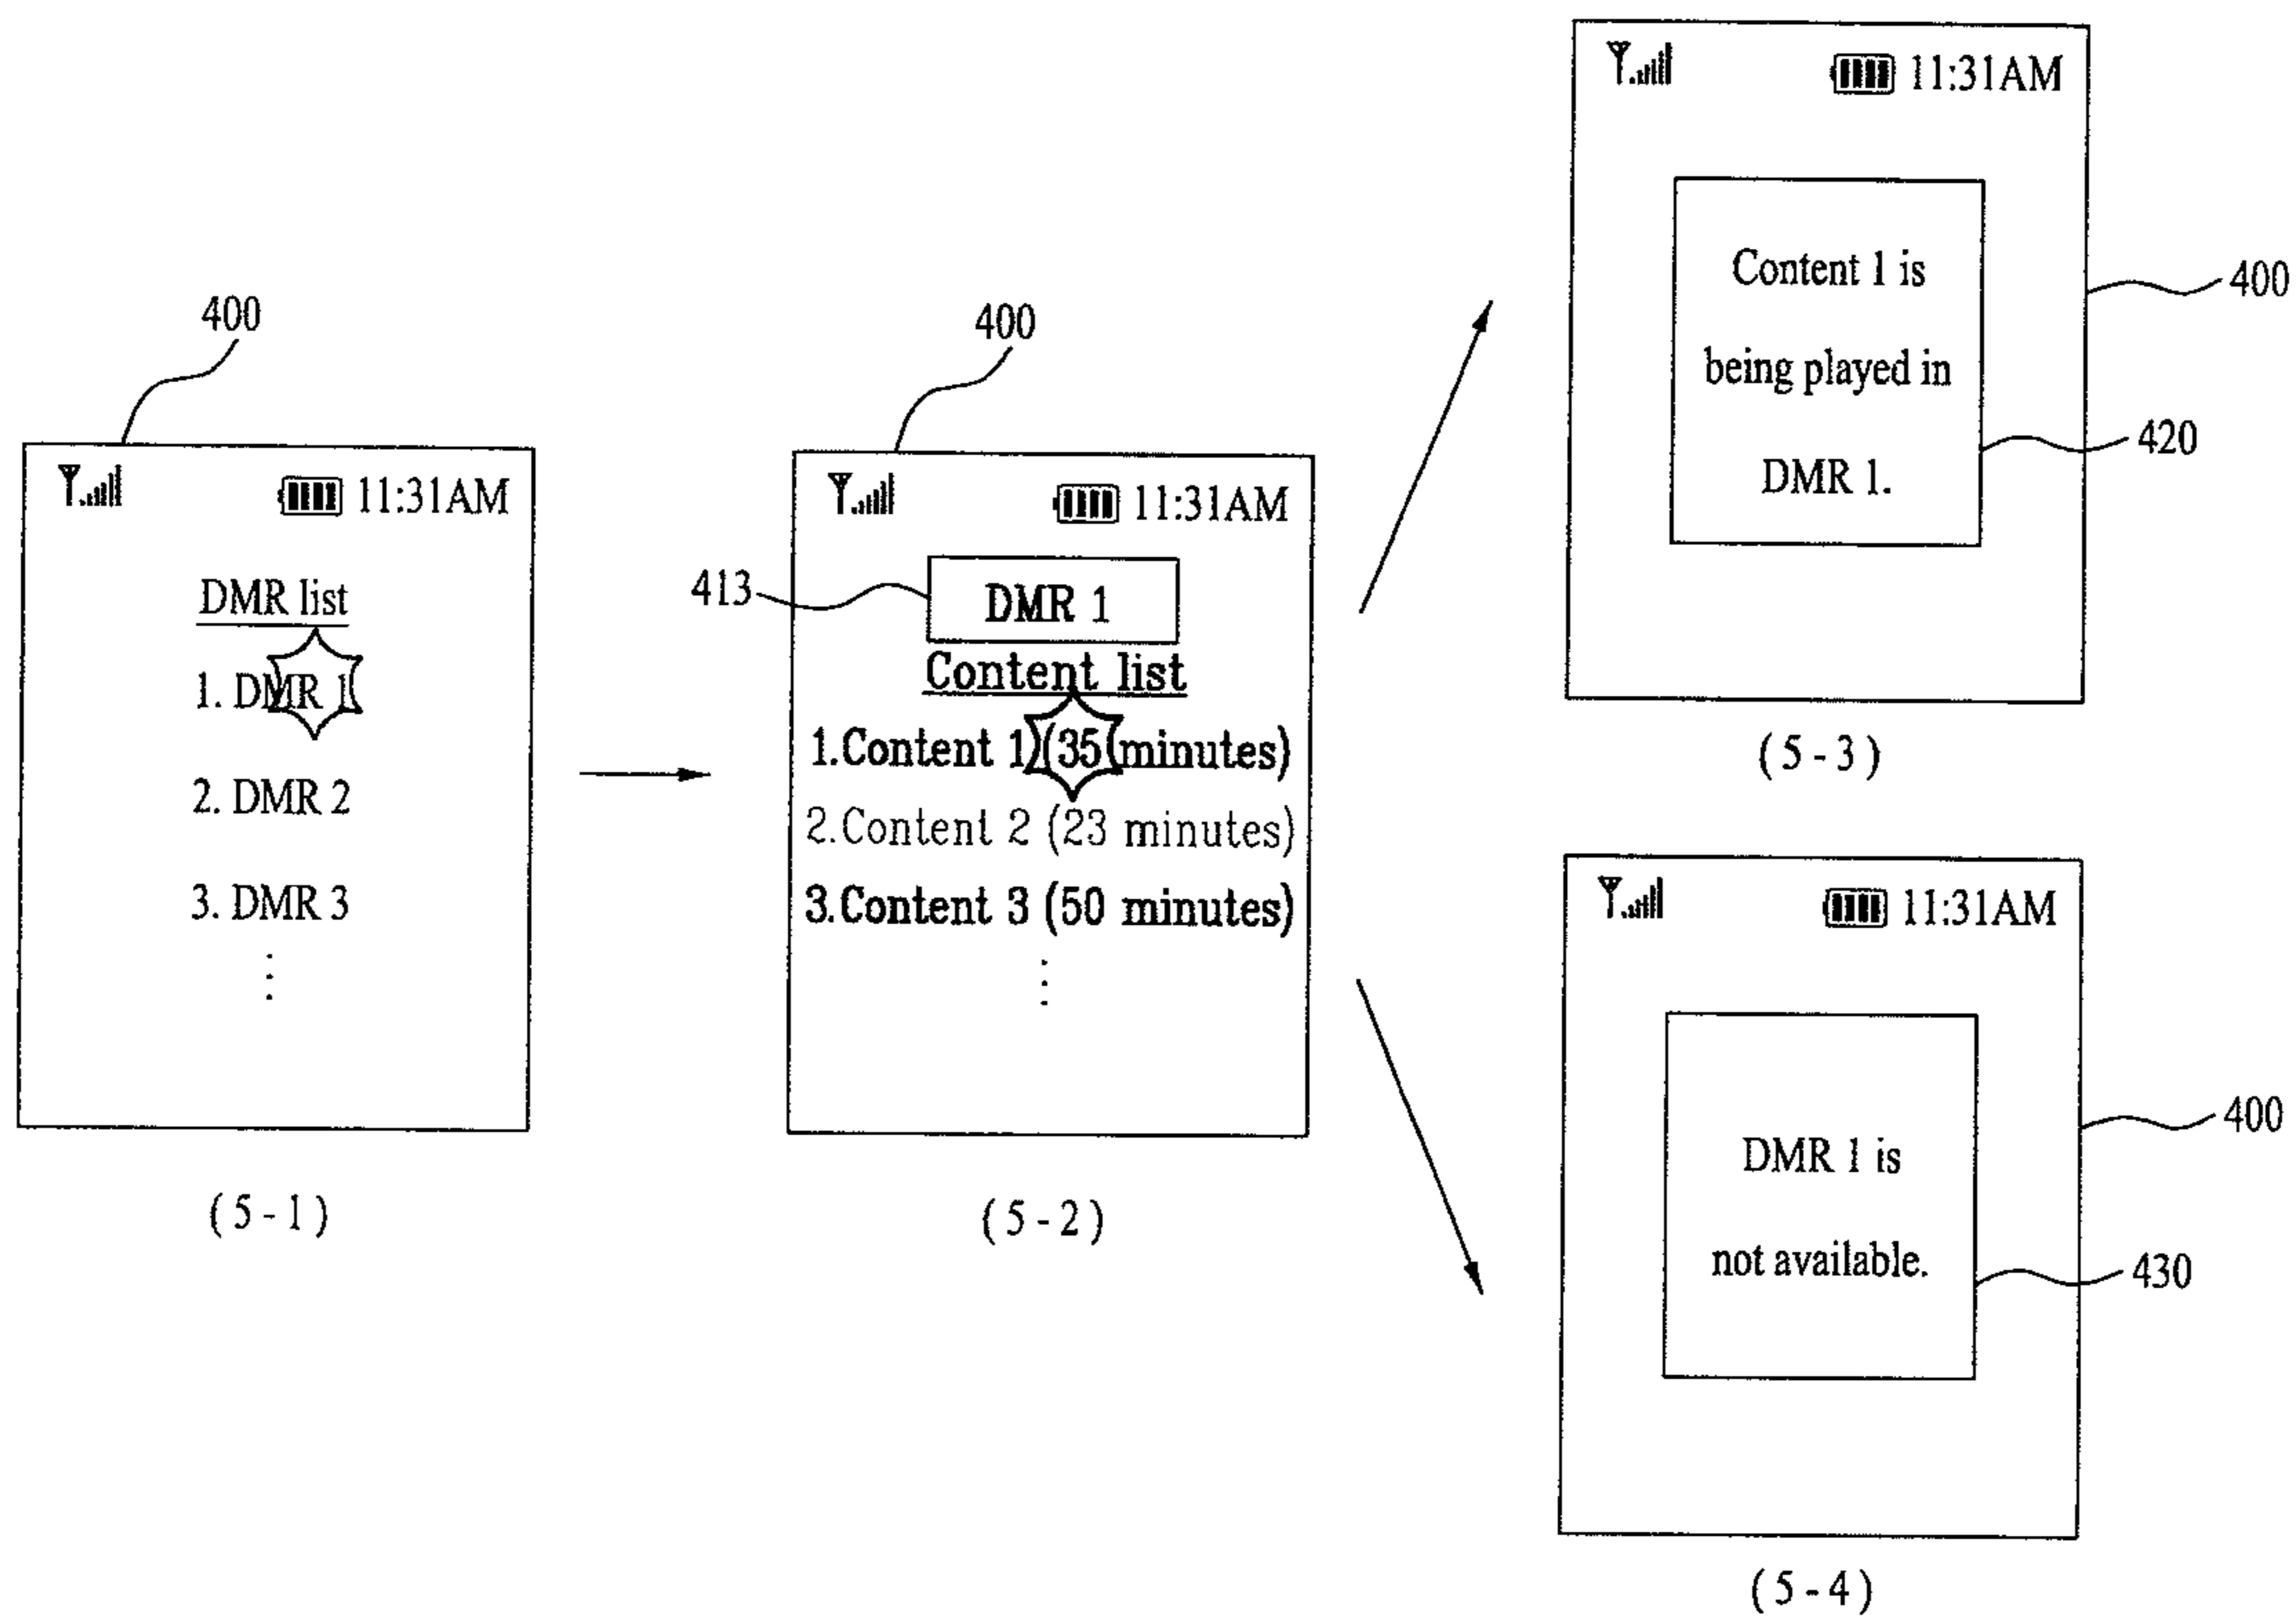 400
11:31AM
DMR list
1. DMR 1
2. DMR 2
3. DMR 3
(5-1)
400
11:31AM
413
DMR 1
Content list
1.Content 1 (35 minutes)
2.Content 2 (23 minutes)
3.Content 3 (50 minutes)
(5-2)
11:31AM
Content 1 is
being played in
DMR 1.
400
420
(5-3)
11:31AM
DMR 1 is
not available.
400
430
(5-4)